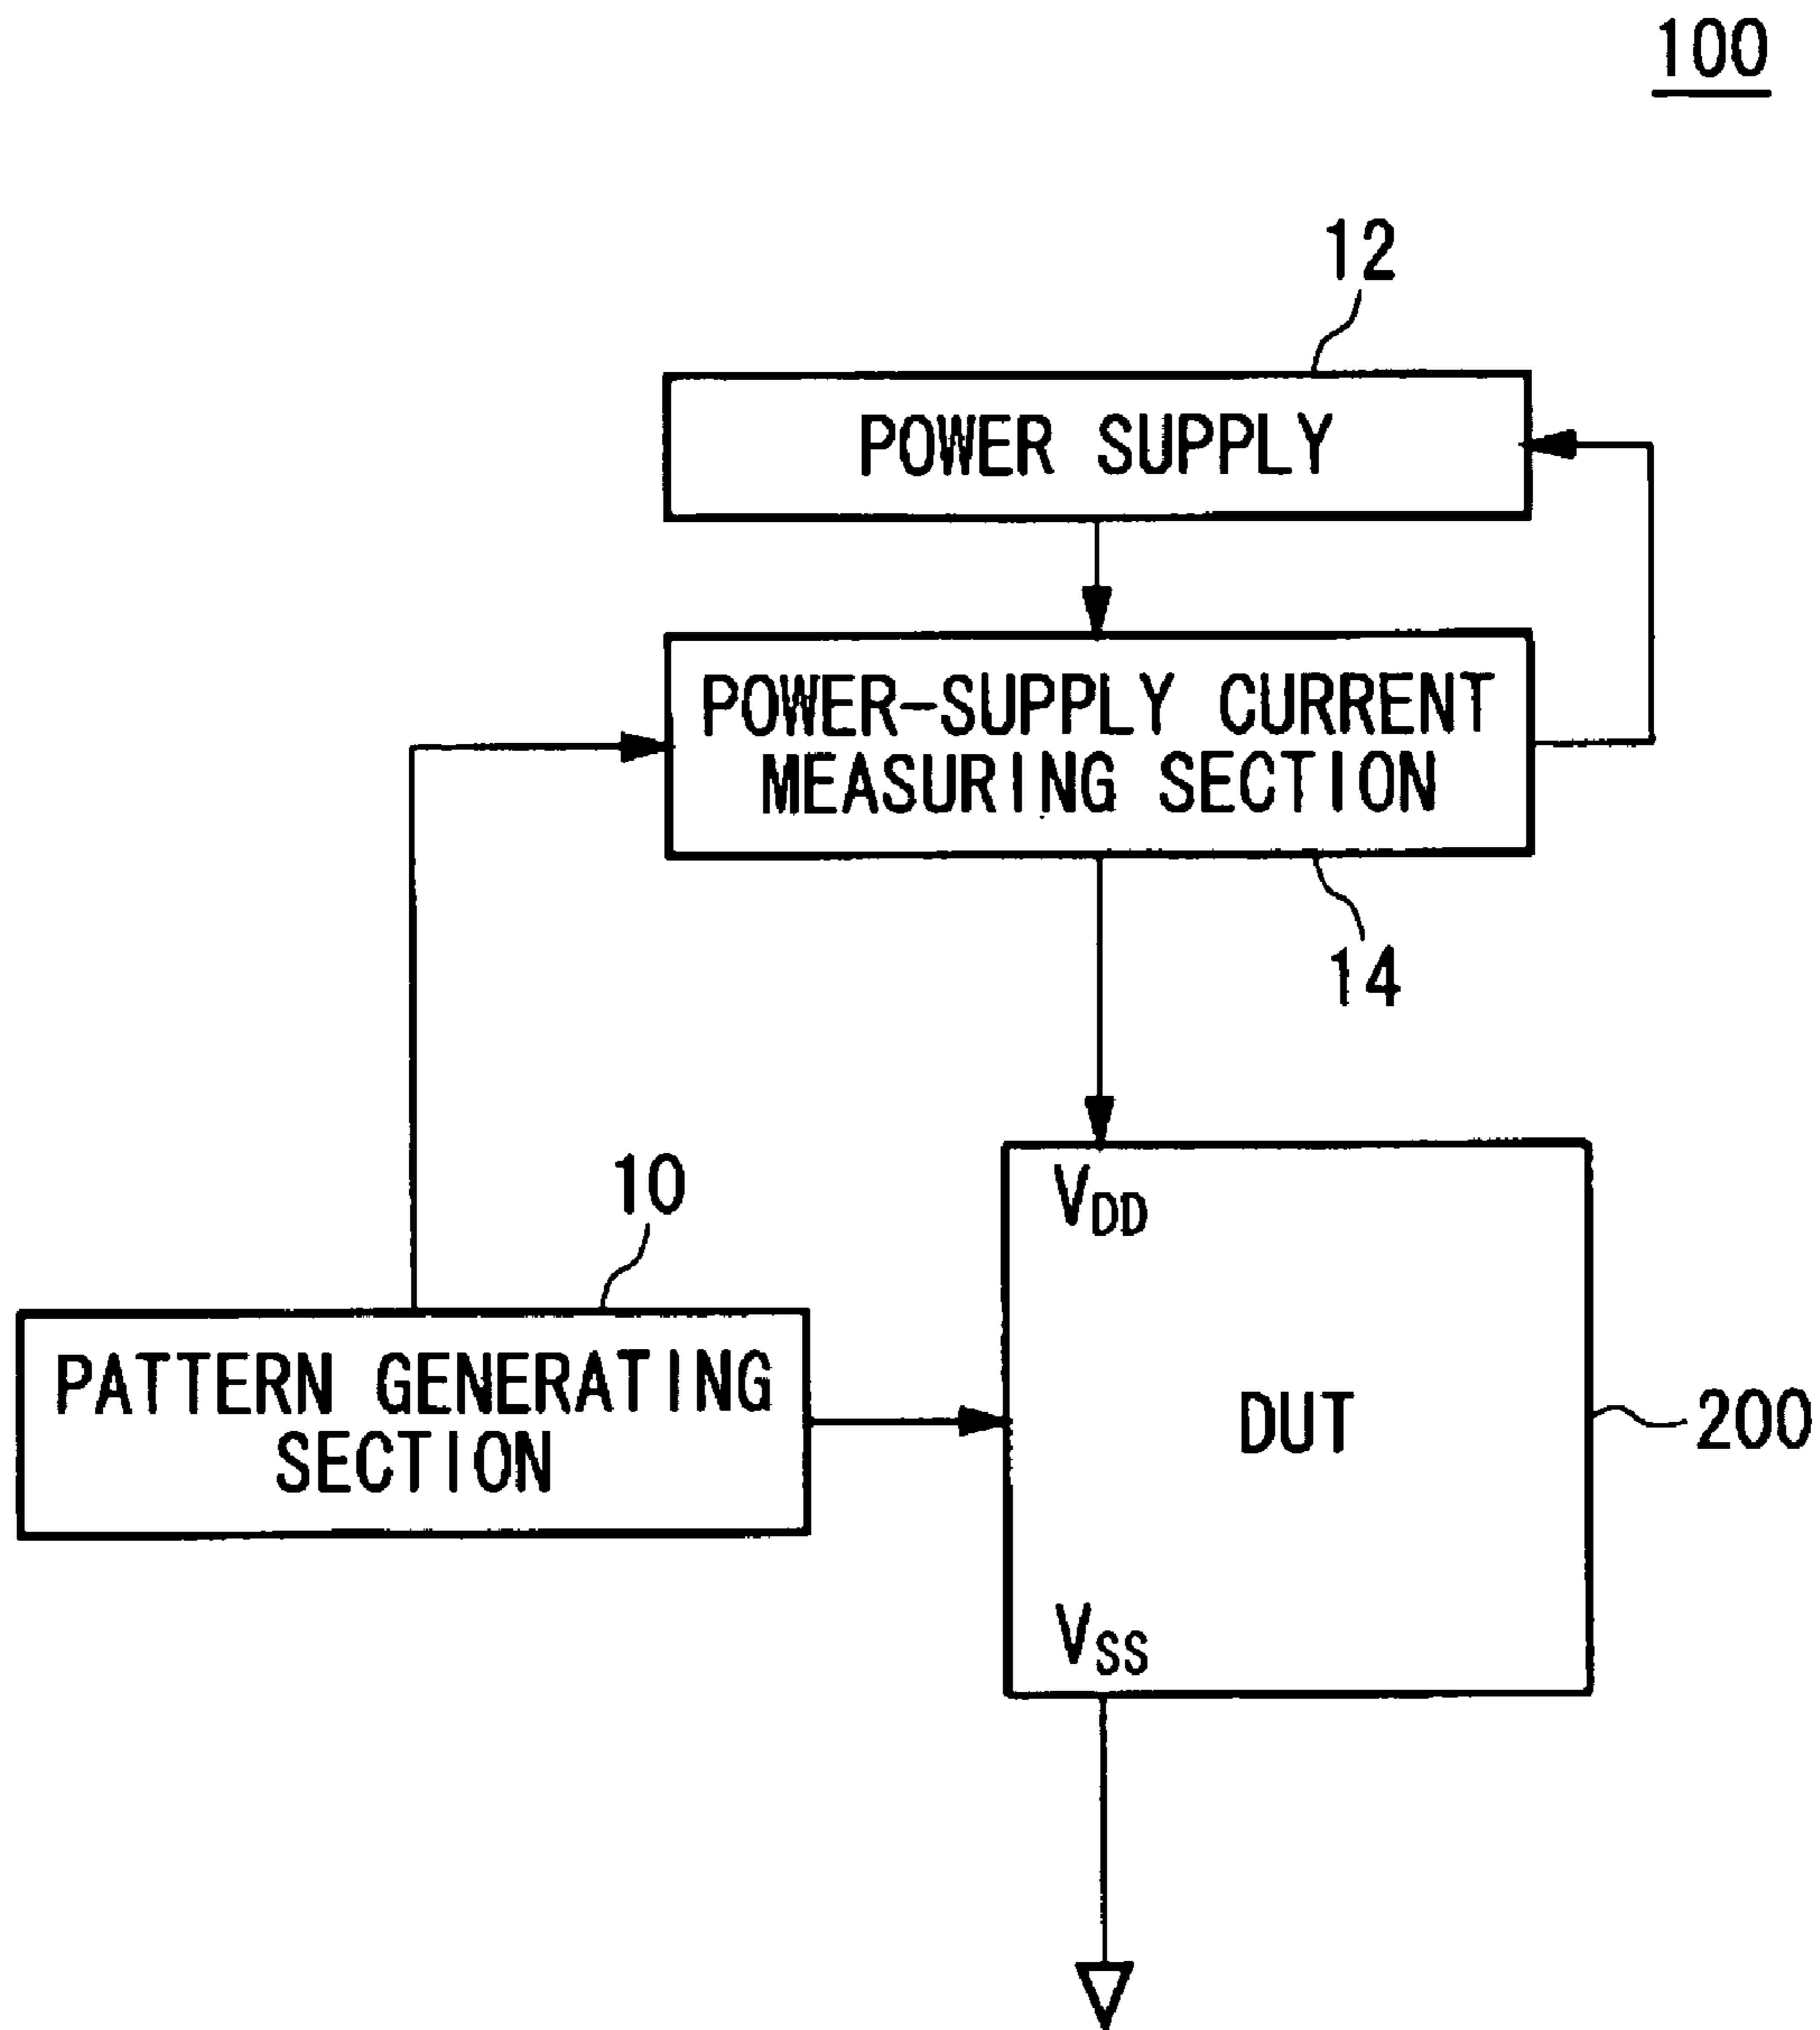 100
12
POWER SUPPLY
POWER-SUPPLY CURRENT
MEASURING SECTION
14
10
VDD
PATTERN GENERATING
SECTION
DUT
200
VSS